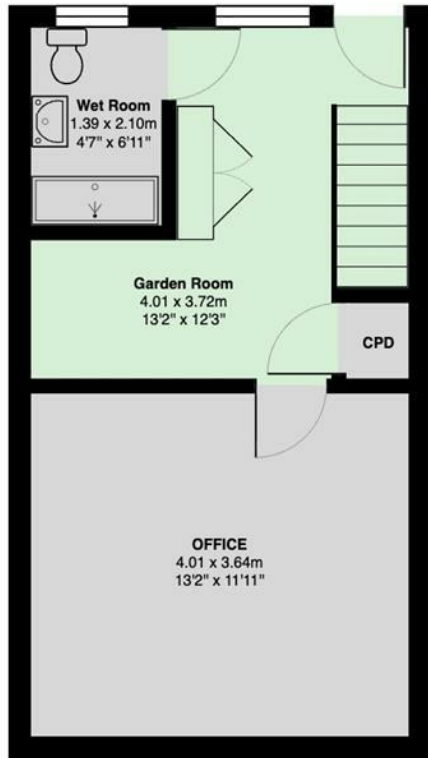 Wet Room
1.39 x 2.10m
4'7" x 6'11"
Garden Room
4.01 x 3.72m
13'2" x 12'3"
CPD
OFFICE
4.01 x 3.64m
13'2" x 11'11"